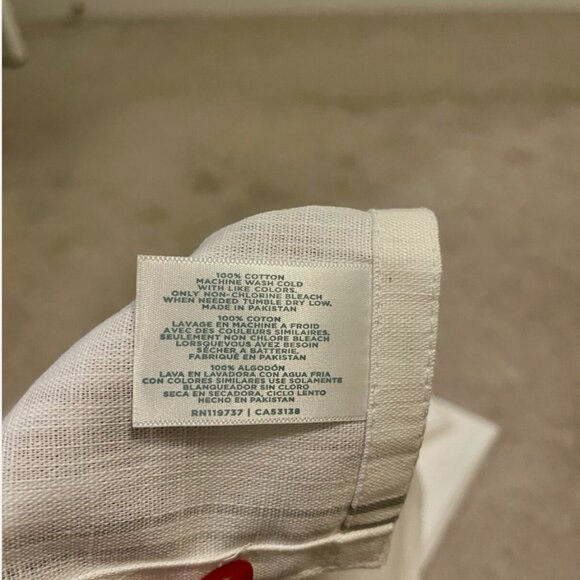 100% COTTON
MACHINE WASH COLD
WITH LIKE COLORS.
ONLY NON-CHLORINE BLEACH
WHEN NEEDED TUMBLE DRY LOW.
MADE IN PAKISTAN
100% COTON
LAVAGE EN MACHINE A FROID
AVEC DES COULEURS SIMILAIRES.
SEULEMENT NON CHLORE BLEACH
LORSQUEVOUS AVEZ BESOIN
SÉCHER A BATTERIE.
FABRIQUÉ EN PAKISTAN
100% ALGODÓN
LAVA EN LAVADORA CON AGUA FRIA
CON COLORES SIMILARES USE SOLAMENTE
BLANQUEADOR SIN CLORO
SECA EN SECADORA, CICLO LENTO
HECHO EN PAKISTAN
RN119737 | CA53138